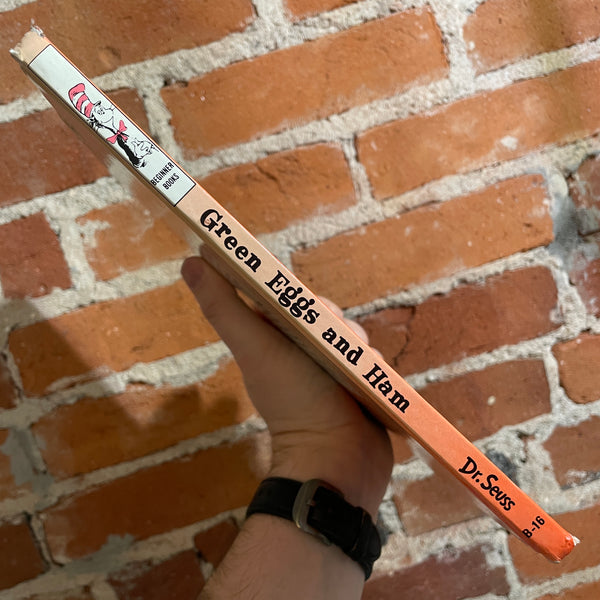 BEGINNER
BOOKS
Green Eggs and Ham
Dr. Seuss
B-16